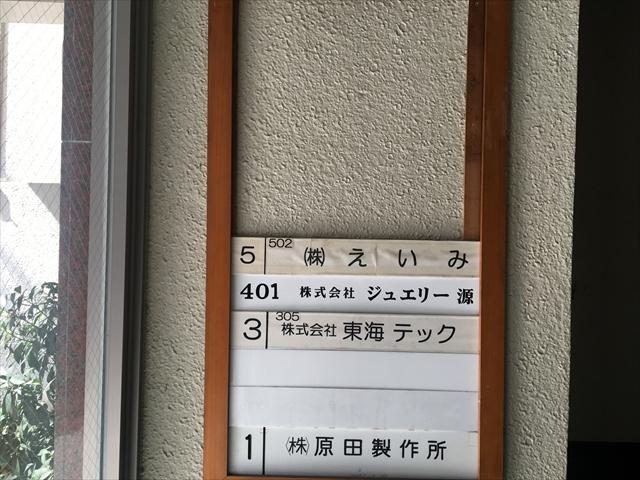 5 502 ㈱ えいみ
401 株式会社 ジュエリー源
3 305 株式会社 東海テック
1 ㈱原田製作所